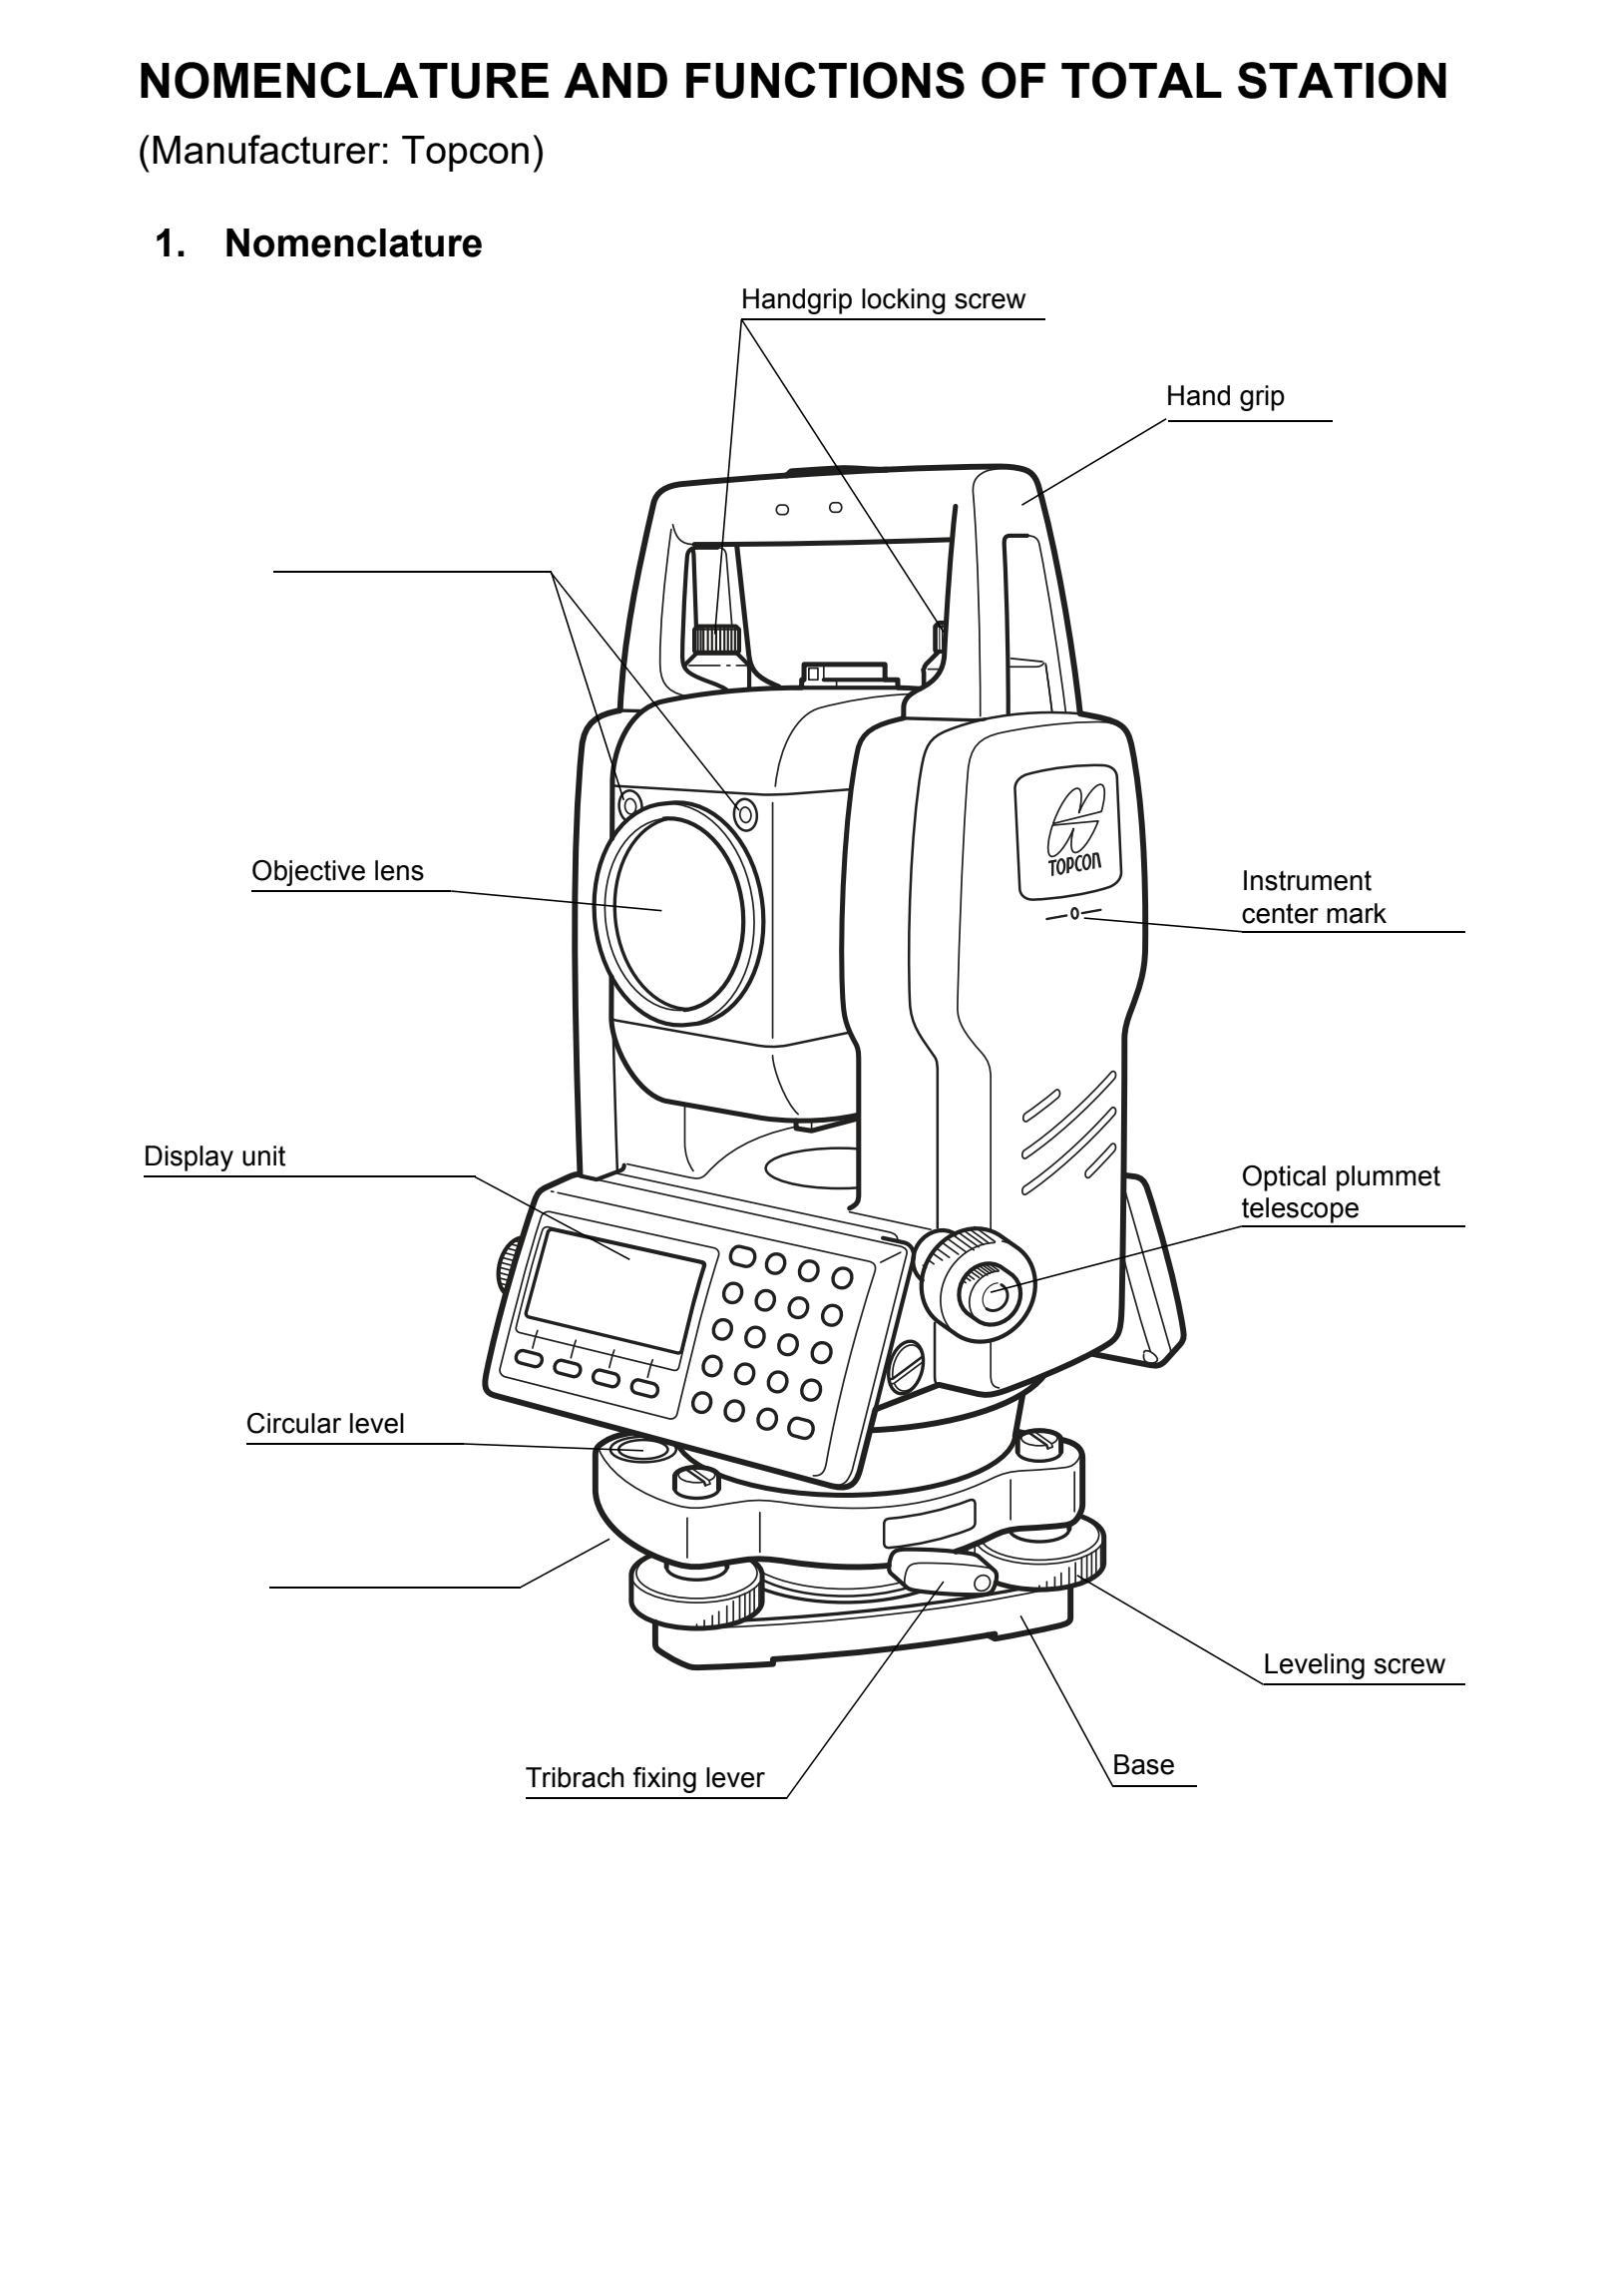 NOMENCLATURE AND FUNCTIONS OF TOTAL STATION
(Manufacturer: Topcon)
1. Nomenclature
Handgrip locking screw
Hand grip
TOPCON
Objective lens
Instrument
center mark
Display unit
Optical plummet
telescope
Circular level
Leveling screw
Base
Tribrach fixing lever